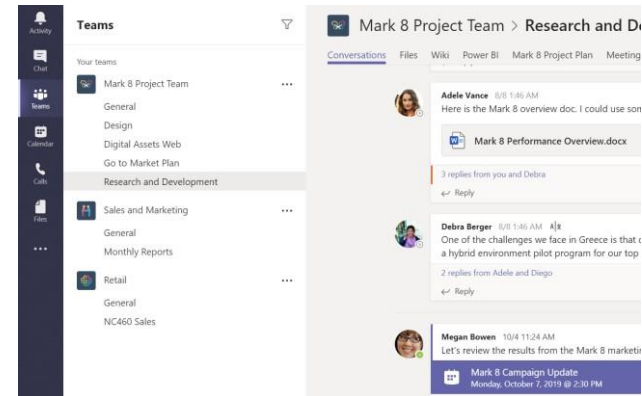 Activity
Chat
Teams
Calendar
Calls
Files
Teams
Your teams
Mark 8 Project Team
General
Design
Digital Assets Web
Go to Market Plan
Research and Development
Sales and Marketing
General
Monthly Reports
Retail
General
NC460 Sales
Mark 8 Project Team > Research and De
Conversations Files Wiki Power BI Mark 8 Project Plan Meeting
Adele Vance 8/8 1:46 AM
Here is the Mark 8 overview doc. I could use som
Mark 8 Performance Overview.docx
3 replies from you and Debra
Reply
Debra Berger 8/8 1:46 AM
One of the challenges we face in Greece is that
a hybrid environment pilot program for our top
2 replies from Adele and Diego
Reply
Megan Bowen 10/4 11:24 AM
Let's review the results from the Mark 8 marketin
Mark 8 Campaign Update
Monday, October 7, 2019 @ 2:30 PM